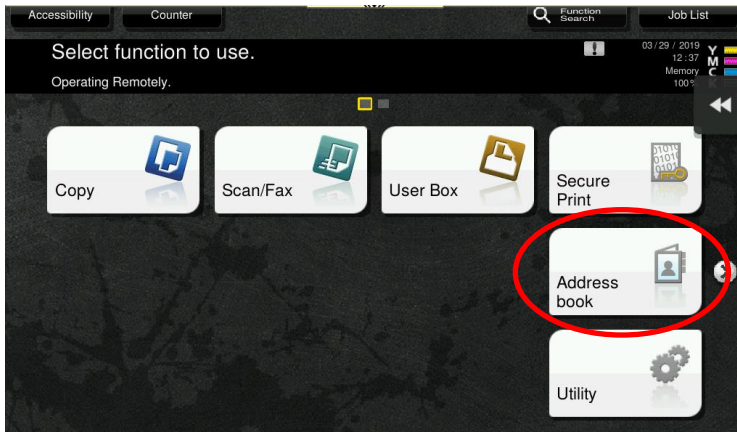 Accessibility
Counter
Function
Search
Job List
Select function to use.
Operating Remotely.
03/29 / 2019
12:37
Memory
100%
Y
M
C
K
Copy
Scan/Fax
User Box
Secure
Print
Address
book
Utility